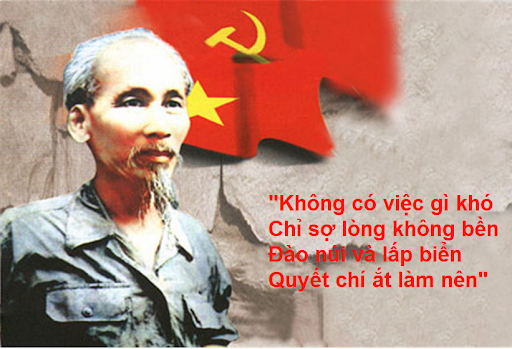 "Không có việc gì khó
Chỉ sợ lòng không bền
Đào núi và lấp biển
Quyết chí ắt làm nên"